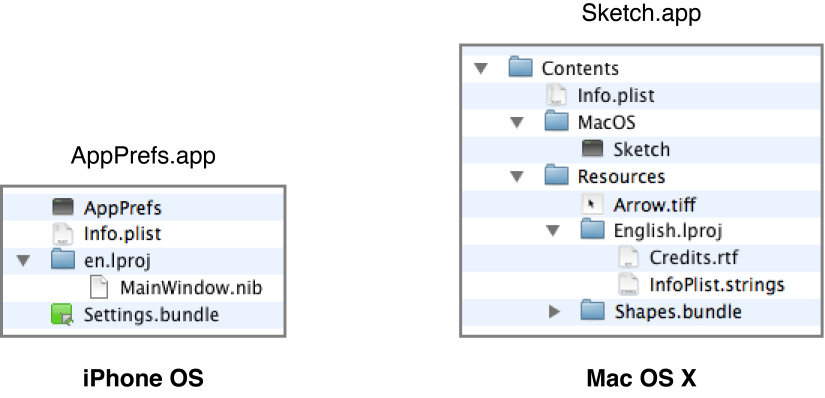 AppPrefs.app
AppPrefs
Info.plist
en.lproj
MainWindow.nib
Settings.bundle
iPhone OS
Sketch.app
Contents
Info.plist
MacOS
Sketch
Resources
Arrow.tiff
English.lproj
Credits.rtf
InfoPlist.strings
Shapes.bundle
Mac OS X